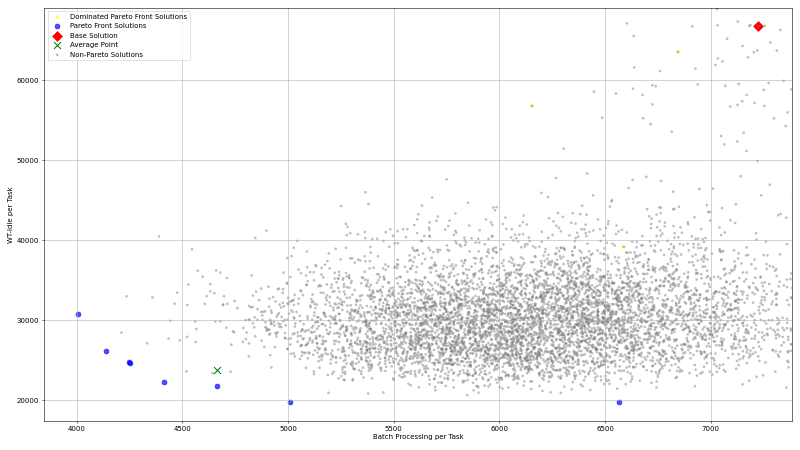 Dominated Pareto Front Solutions
Pareto Front Solutions
Base Solution
Average Point
Non-Pareto Solutions
60000
50000
40000
30000
20000
WT-Idle per Task
4000 4500 5000 5500 6000 6500 7000
Batch Processing per Task